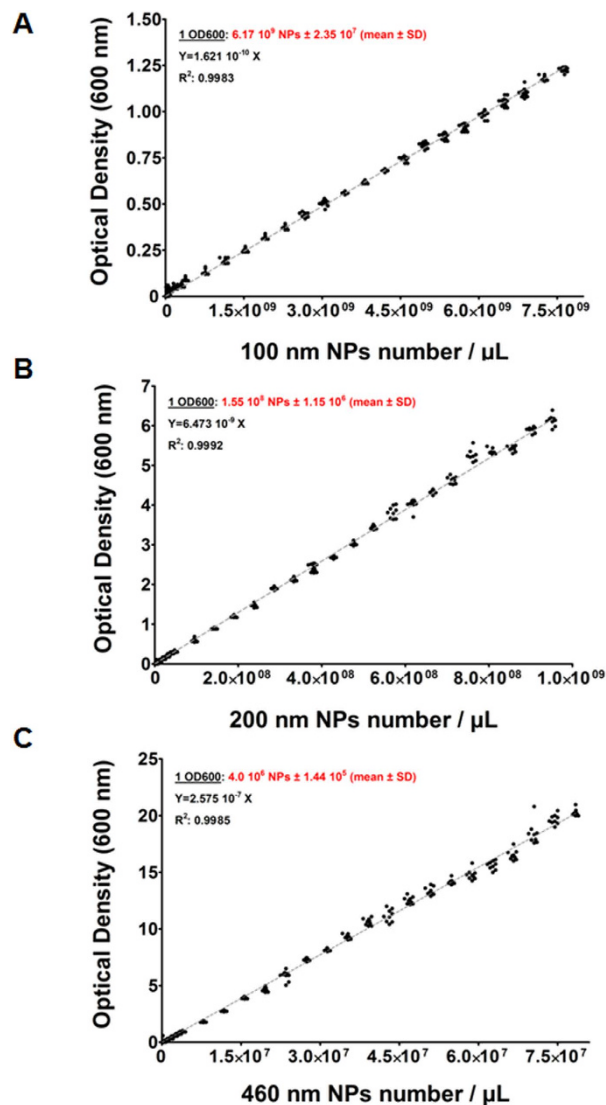 A
1 OD600: 6.17 10⁹ NPs ± 2.35 10⁷ (mean ± SD)
Y=1.621 10⁻¹⁰ X
R²: 0.9983
Optical Density (600 nm)
1.50
1.25
1.00
0.75
0.50
0.25
0
0 1.5×10⁰⁹ 3.0×10⁰⁹ 4.5×10⁰⁹ 6.0×10⁰⁹ 7.5×10⁰⁹
100 nm NPs number / µL
B
1 OD600: 1.55 10⁸ NPs ± 1.15 10⁶ (mean ± SD)
Y=6.473 10⁻⁹ X
R²: 0.9992
Optical Density (600 nm)
7
6
5
4
3
2
1
0
0 2.0×10⁰⁸ 4.0×10⁰⁸ 6.0×10⁰⁸ 8.0×10⁰⁸ 1.0×10⁰⁹
200 nm NPs number / µL
C
1 OD600: 4.0 10⁶ NPs ± 1.44 10⁵ (mean ± SD)
Y=2.575 10⁻⁷ X
R²: 0.9985
Optical Density (600 nm)
25
20
15
10
5
0
0 1.5×10⁷ 3.0×10⁷ 4.5×10⁷ 6.0×10⁷ 7.5×10⁷
460 nm NPs number / µL